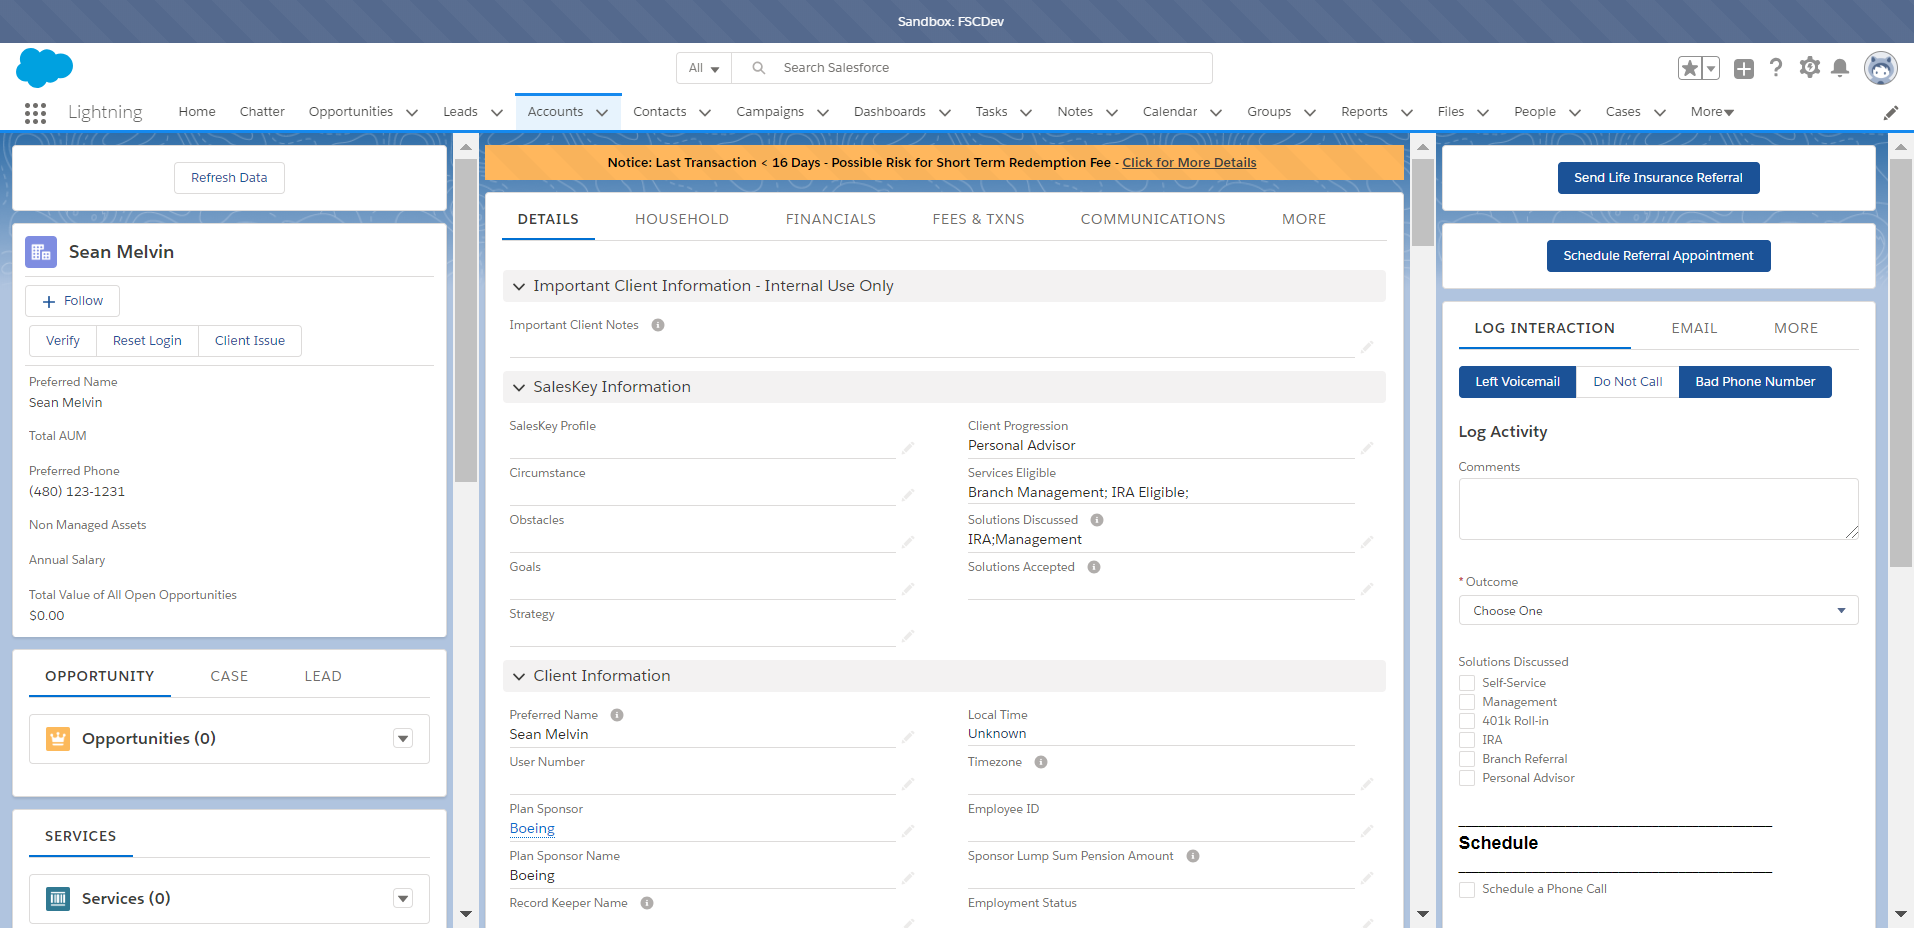 Sandbox: FSCDev
All
Search Salesforce
Lightning
Home
Chatter
Opportunities
Leads
Accounts
Contacts
Campaigns
Dashboards
Tasks
Notes
Calendar
Groups
Reports
Files
People
Cases
More
Refresh Data
Sean Melvin
Follow
Verify
Reset Login
Client Issue
Preferred Name
Sean Melvin
Total AUM
Preferred Phone
(480) 123-1231
Non Managed Assets
Annual Salary
Total Value of All Open Opportunities
$0.00
OPPORTUNITY
CASE
LEAD
Opportunities (0)
SERVICES
Services (0)
Notice: Last Transaction < 16 Days - Possible Risk for Short Term Redemption Fee - Click for More Details
DETAILS
HOUSEHOLD
FINANCIALS
FEES & TXNS
COMMUNICATIONS
MORE
Important Client Information - Internal Use Only
Important Client Notes
SalesKey Information
SalesKey Profile
Circumstance
Obstacles
Goals
Strategy
Client Progression
Personal Advisor
Services Eligible
Branch Management; IRA Eligible;
Solutions Discussed
IRA;Management
Solutions Accepted
Client Information
Preferred Name
Sean Melvin
User Number
Plan Sponsor
Boeing
Plan Sponsor Name
Boeing
Record Keeper Name
Local Time
Unknown
Timezone
Employee ID
Sponsor Lump Sum Pension Amount
Employment Status
Send Life Insurance Referral
Schedule Referral Appointment
LOG INTERACTION
EMAIL
MORE
Left Voicemail
Do Not Call
Bad Phone Number
Log Activity
Comments
*Outcome
Choose One
Solutions Discussed
Self-Service
Management
401k Roll-in
IRA
Branch Referral
Personal Advisor
Schedule
Schedule a Phone Call